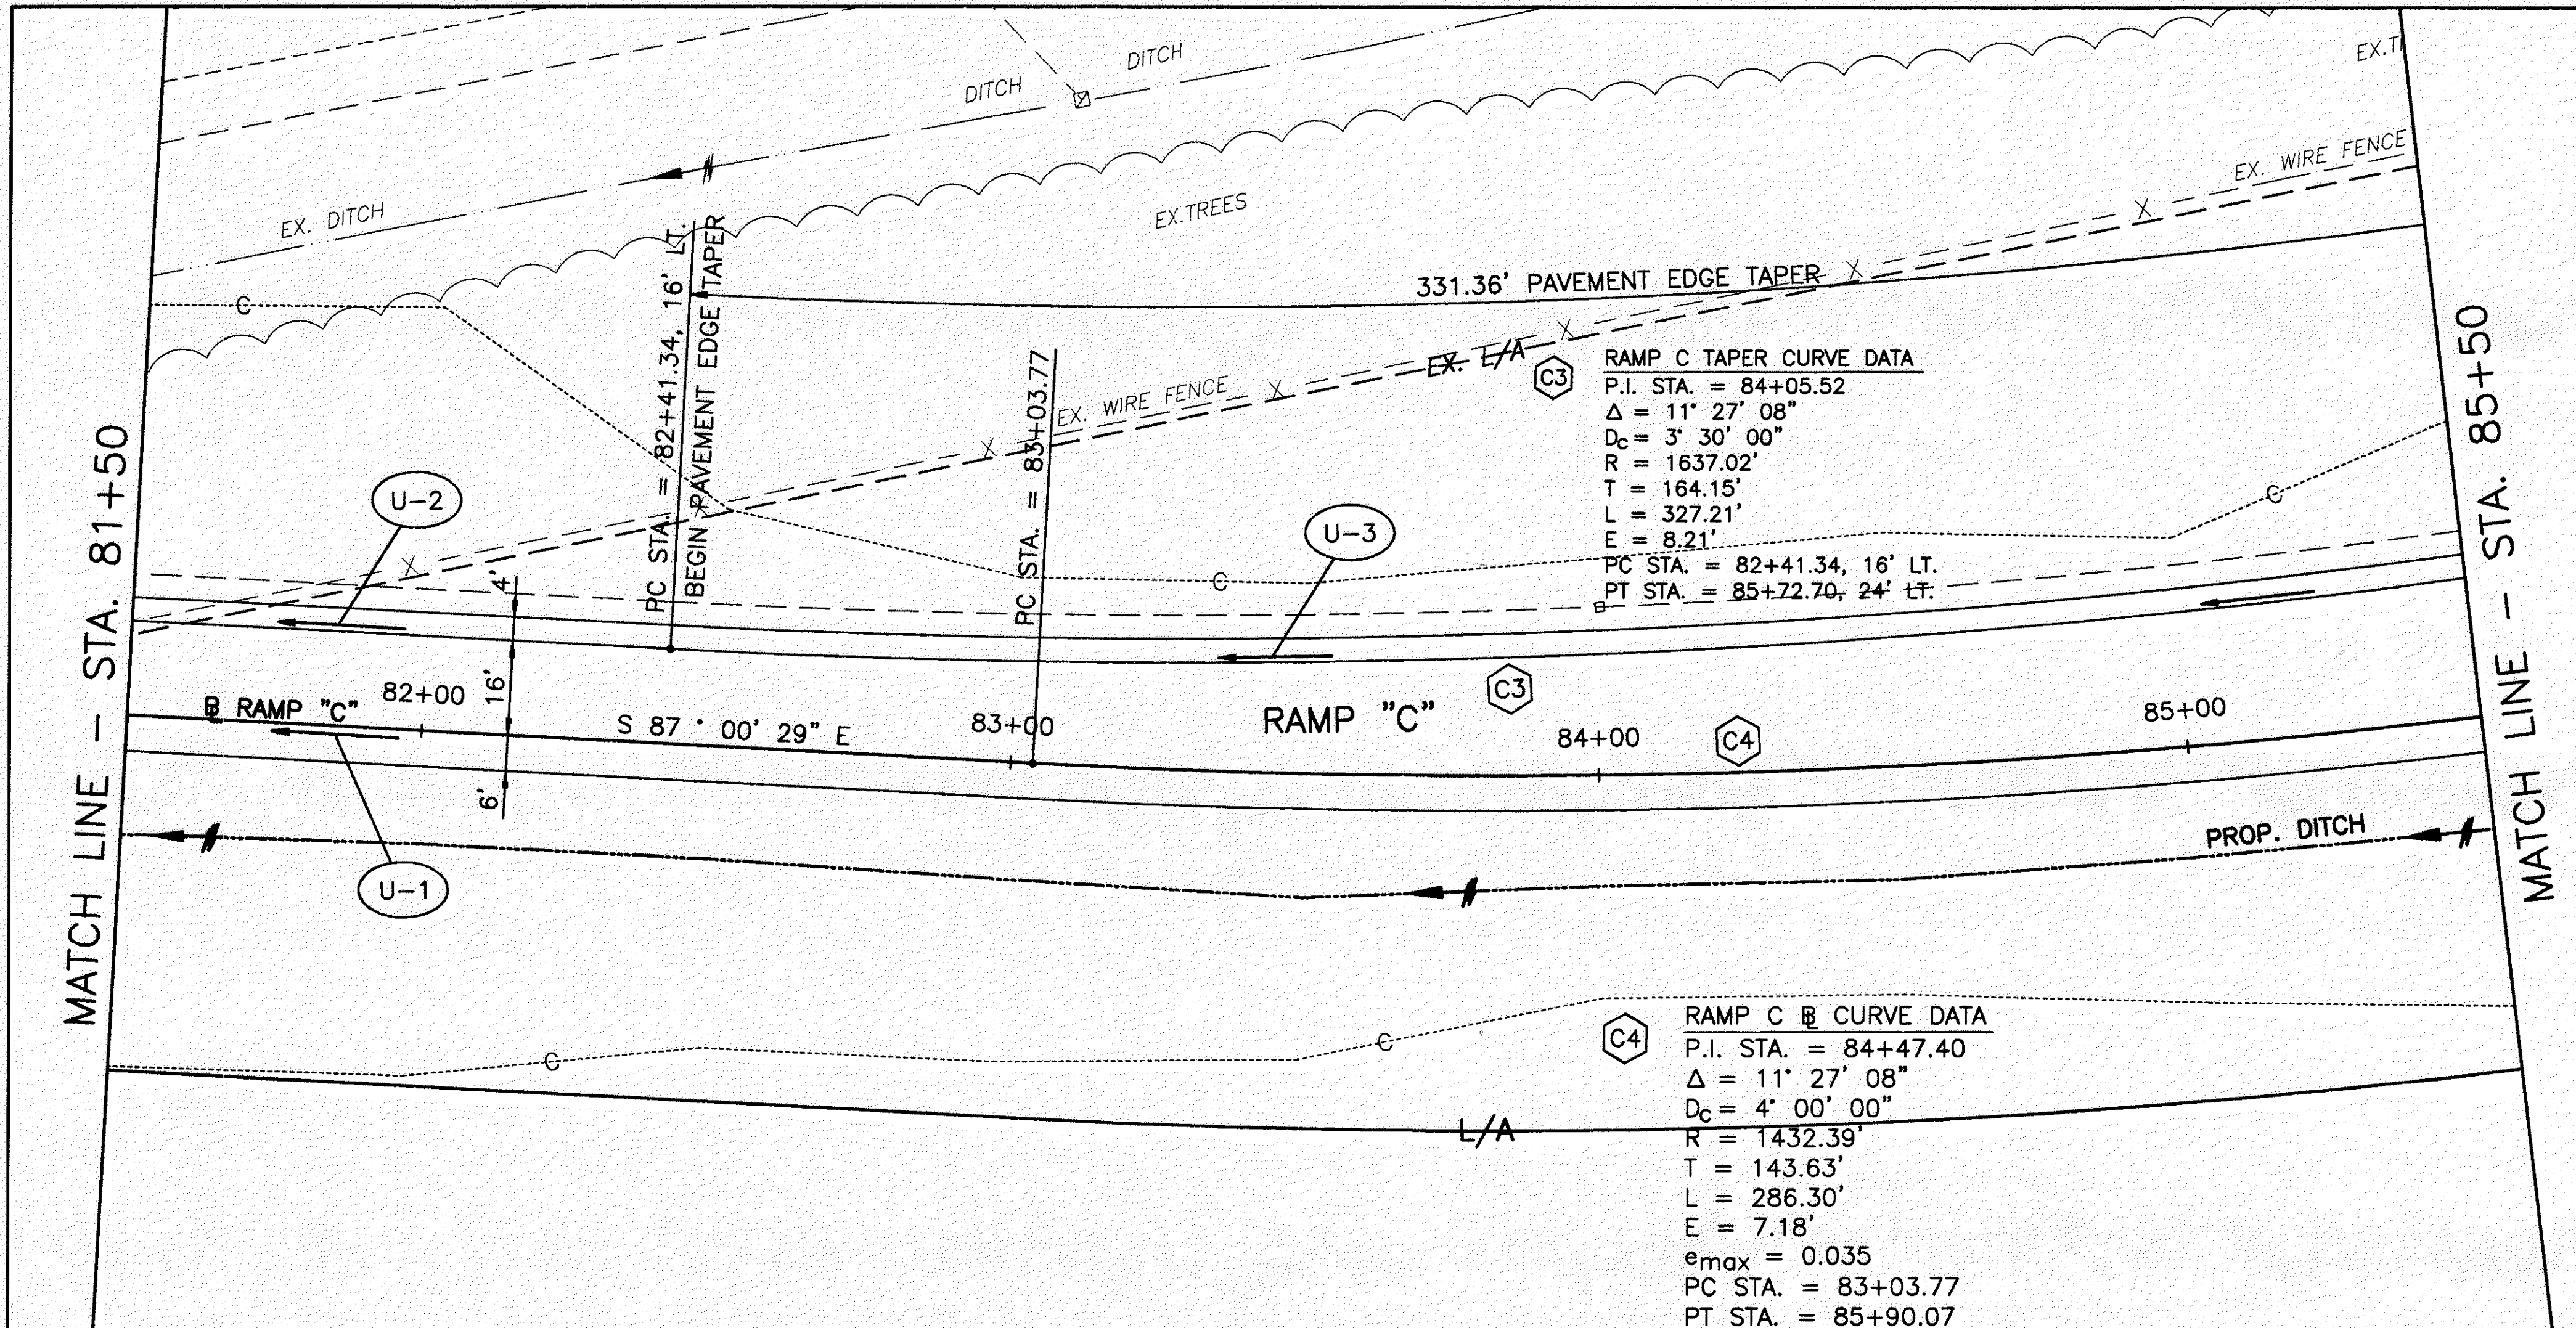 DITCH
DITCH
EX. DITCH
EX. WIRE FENCE
EX.TREES
331.36' PAVEMENT EDGE TAPER
PC STA. = 82+41.34, 16' LT.
BEGIN PAVEMENT EDGE TAPER
PC STA. = 83+03.77
EX. WIRE FENCE
EX. L/A
C3
RAMP C TAPER CURVE DATA
P.I. STA. = 84+05.52
Δ = 11° 27' 08"
Dc = 3° 30' 00"
R = 1637.02'
T = 164.15'
L = 327.21'
E = 8.21'
PC STA. = 82+41.34, 16' LT.
PT STA. = 85+72.70, 24' LT.
MATCH LINE - STA. 81+50
MATCH LINE - STA. 85+50
C
C
C
U-2
U-3
4'
16'
6'
BL RAMP "C"
82+00
S 87° 00' 29" E
83+00
RAMP "C"
C3
84+00
C4
85+00
PROP. DITCH
U-1
C
C
L/A
C4
RAMP C BL CURVE DATA
P.I. STA. = 84+47.40
Δ = 11° 27' 08"
Dc = 4° 00' 00"
R = 1432.39'
T = 143.63'
L = 286.30'
E = 7.18'
emax = 0.035
PC STA. = 83+03.77
PT STA. = 85+90.07